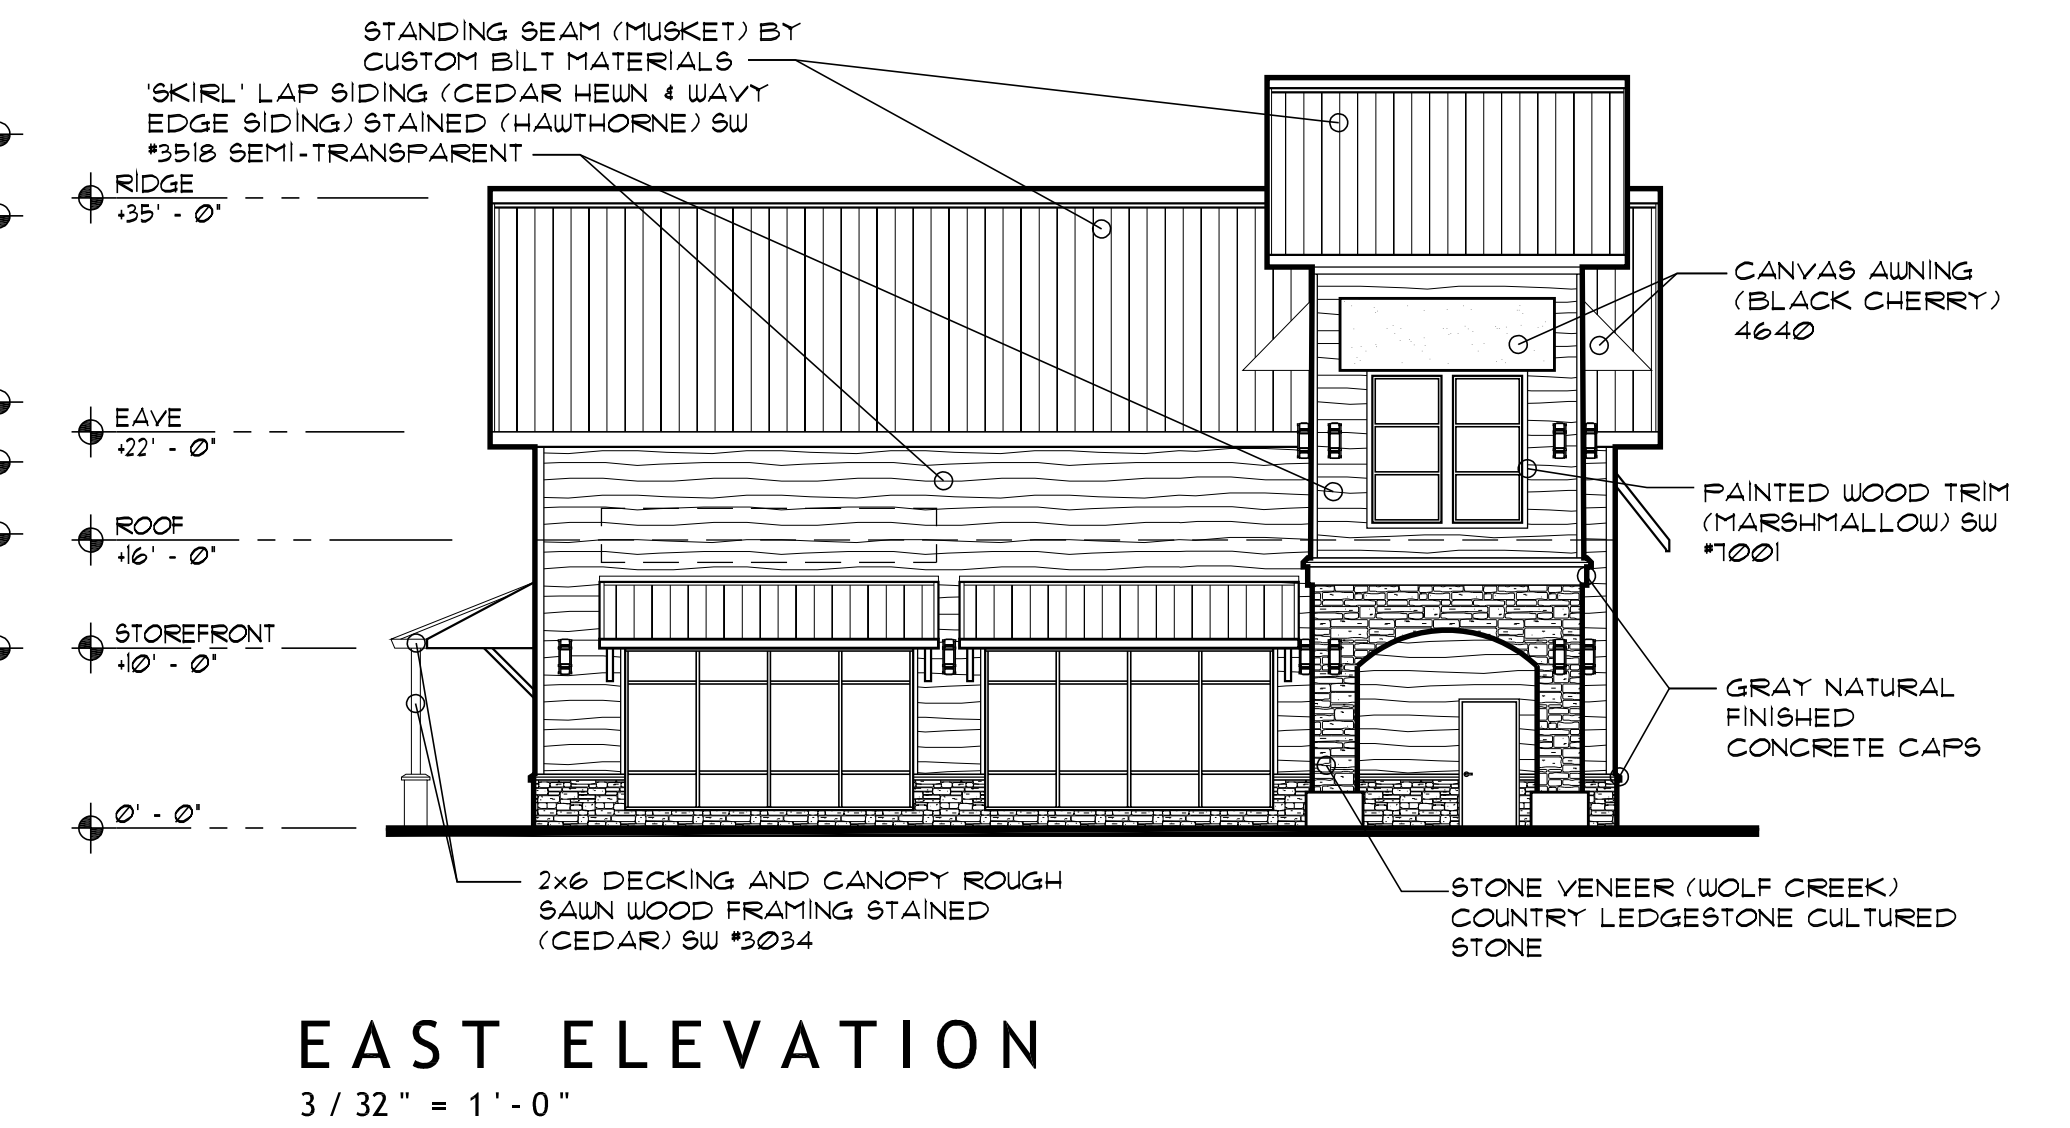 STANDING SEAM (MUSKET) BY
CUSTOM BILT MATERIALS
'SKIRL' LAP SIDING (CEDAR HEWN & WAVY
EDGE SIDING) STAINED (HAWTHORNE) SW
#3518 SEMI-TRANSPARENT
RIDGE
+35' - 0"
EAVE
+22' - 0"
ROOF
+16' - 0"
STOREFRONT
+10' - 0"
0' - 0"
CANVAS AWNING
(BLACK CHERRY)
4640
PAINTED WOOD TRIM
(MARSHMALLOW) SW
#7001
GRAY NATURAL
FINISHED
CONCRETE CAPS
2x6 DECKING AND CANOPY ROUGH
SAWN WOOD FRAMING STAINED
(CEDAR) SW #3034
STONE VENEER (WOLF CREEK)
COUNTRY LEDGESTONE CULTURED
STONE
EAST ELEVATION
3/32" = 1'-0"